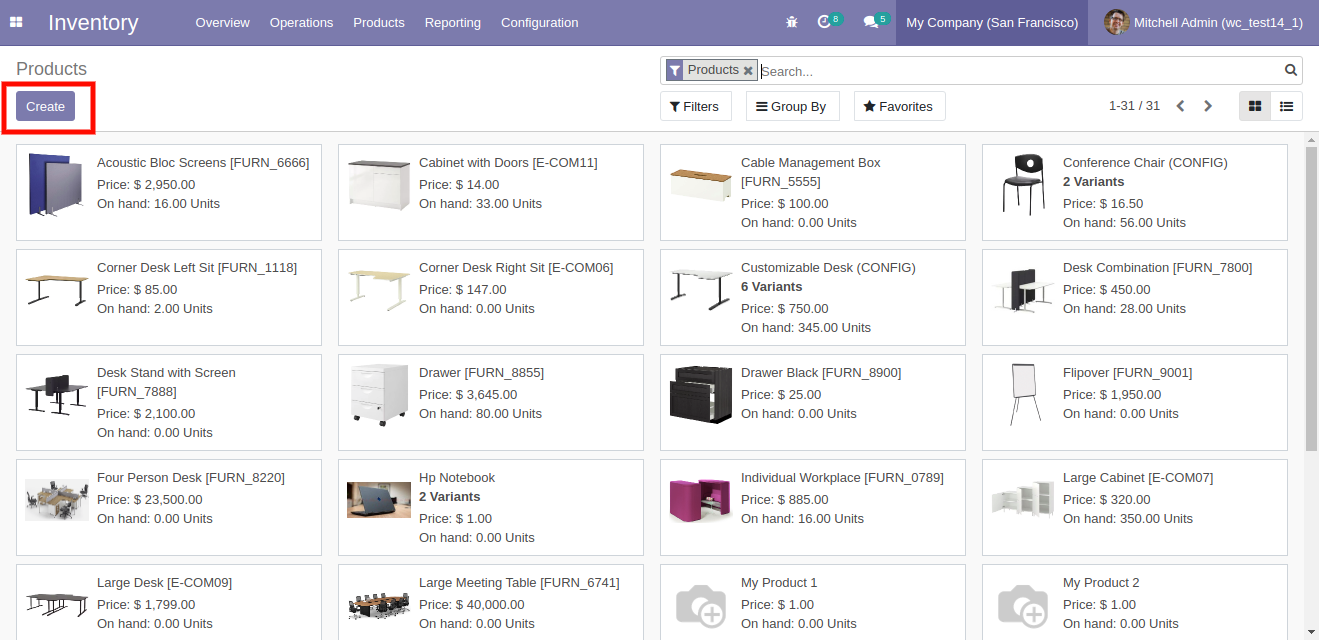 Inventory Overview Operations Products Reporting Configuration 8 5 My Company (San Francisco) Mitchell Admin (wc_test14_1)
Products
Products Search...
Create
Filters Group By Favorites 1-31 / 31
Acoustic Bloc Screens [FURN_6666]
Price: $ 2,950.00
On hand: 16.00 Units
Cabinet with Doors [E-COM11]
Price: $ 14.00
On hand: 33.00 Units
Cable Management Box
[FURN_5555]
Price: $ 100.00
On hand: 0.00 Units
Conference Chair (CONFIG)
2 Variants
Price: $ 16.50
On hand: 56.00 Units
Corner Desk Left Sit [FURN_1118]
Price: $ 85.00
On hand: 2.00 Units
Corner Desk Right Sit [E-COM06]
Price: $ 147.00
On hand: 0.00 Units
Customizable Desk (CONFIG)
6 Variants
Price: $ 750.00
On hand: 345.00 Units
Desk Combination [FURN_7800]
Price: $ 450.00
On hand: 28.00 Units
Desk Stand with Screen
[FURN_7888]
Price: $ 2,100.00
On hand: 0.00 Units
Drawer [FURN_8855]
Price: $ 3,645.00
On hand: 80.00 Units
Drawer Black [FURN_8900]
Price: $ 25.00
On hand: 0.00 Units
Flipover [FURN_9001]
Price: $ 1,950.00
On hand: 0.00 Units
Four Person Desk [FURN_8220]
Price: $ 23,500.00
On hand: 0.00 Units
Hp Notebook
2 Variants
Price: $ 1.00
On hand: 0.00 Units
Individual Workplace [FURN_0789]
Price: $ 885.00
On hand: 16.00 Units
Large Cabinet [E-COM07]
Price: $ 320.00
On hand: 350.00 Units
Large Desk [E-COM09]
Price: $ 1,799.00
On hand: 0.00 Units
Large Meeting Table [FURN_6741]
Price: $ 40,000.00
On hand: 0.00 Units
My Product 1
Price: $ 1.00
On hand: 0.00 Units
My Product 2
Price: $ 1.00
On hand: 0.00 Units